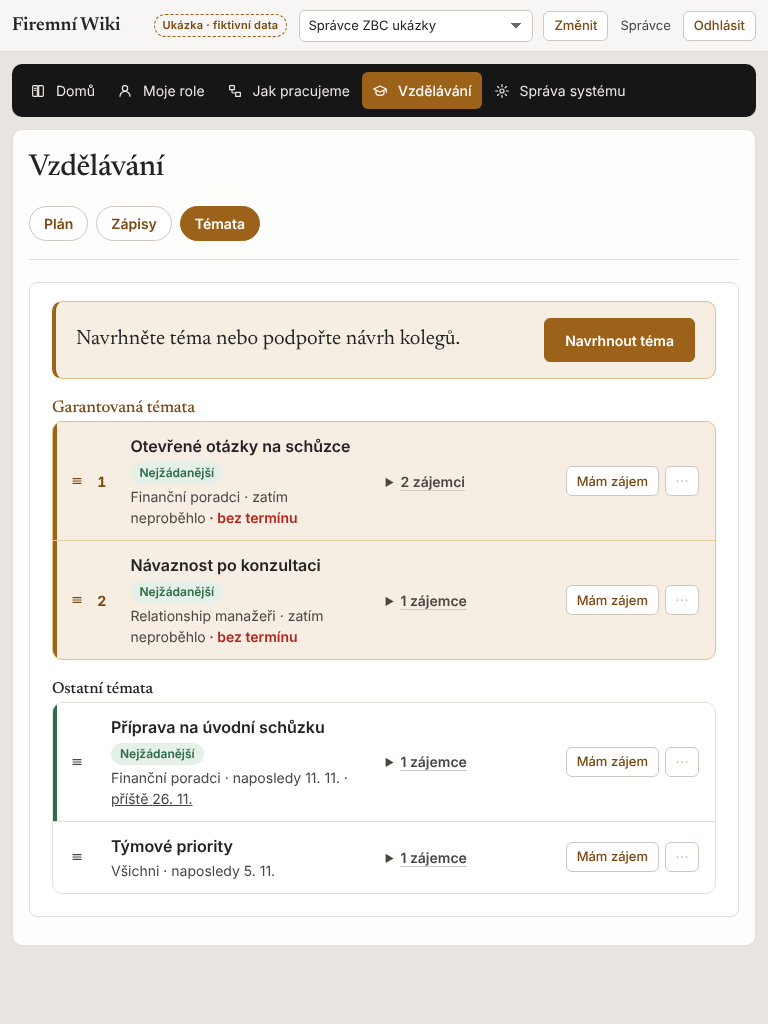 Firemní Wiki
Ukázka · fiktivní data
Správce ZBC ukázky
Změnit
Správce
Odhlásit
Domů
Moje role
Jak pracujeme
Vzdělávání
Správa systému
Vzdělávání
Plán
Zápisy
Témata
Navrhněte téma nebo podpořte návrh kolegů.
Navrhnout téma
Garantovaná témata
1
Otevřené otázky na schůzce
Nejžádanější
Finanční poradci · zatím
neproběhlo · bez termínu
2 zájemci
Mám zájem
···
2
Návaznost po konzultaci
Nejžádanější
Relationship manažeři · zatím
neproběhlo · bez termínu
1 zájemce
Mám zájem
···
Ostatní témata
Příprava na úvodní schůzku
Nejžádanější
Finanční poradci · naposledy 11. 11. ·
příště 26. 11.
1 zájemce
Mám zájem
···
Týmové priority
Všichni · naposledy 5. 11.
1 zájemce
Mám zájem
···